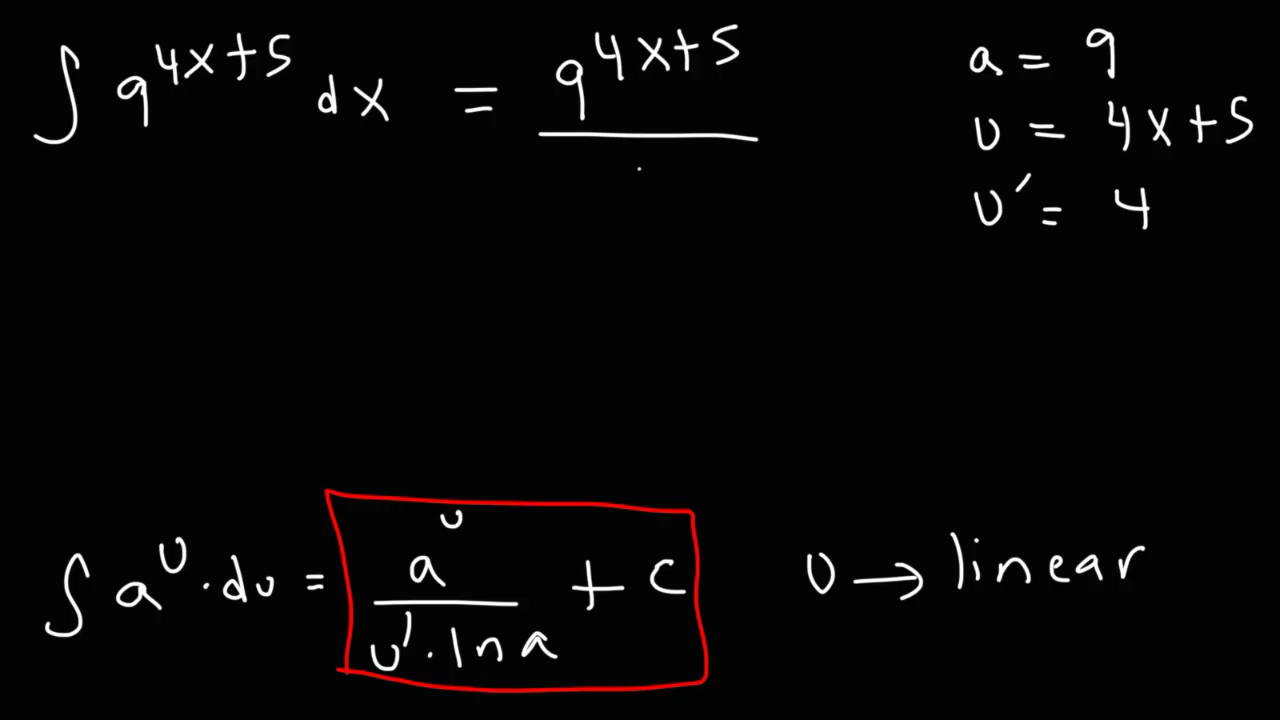 ∫ 9^(4x+5) dx = 9^(4x+5) / 
a = 9
u = 4x+5
u' = 4
∫ a^u · du = a^u / (u' · ln a) + C
u → linear